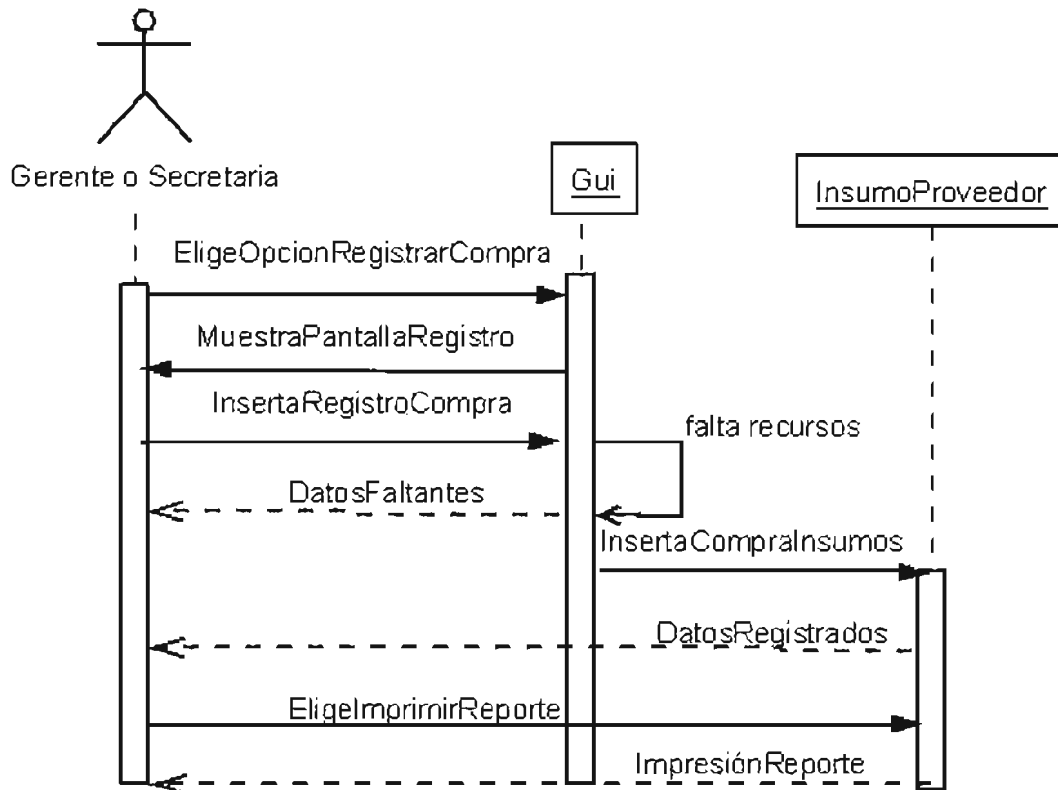 Gerente o Secretaria
Gui
InsumoProveedor
EligeOpcionRegistrarCompra
MuestraPantallaRegistro
InsertaRegistroCompra
falta recursos
DatosFaltantes
InsertaCompraInsumos
DatosRegistrados
EligeImprimirReporte
ImpresiónReporte